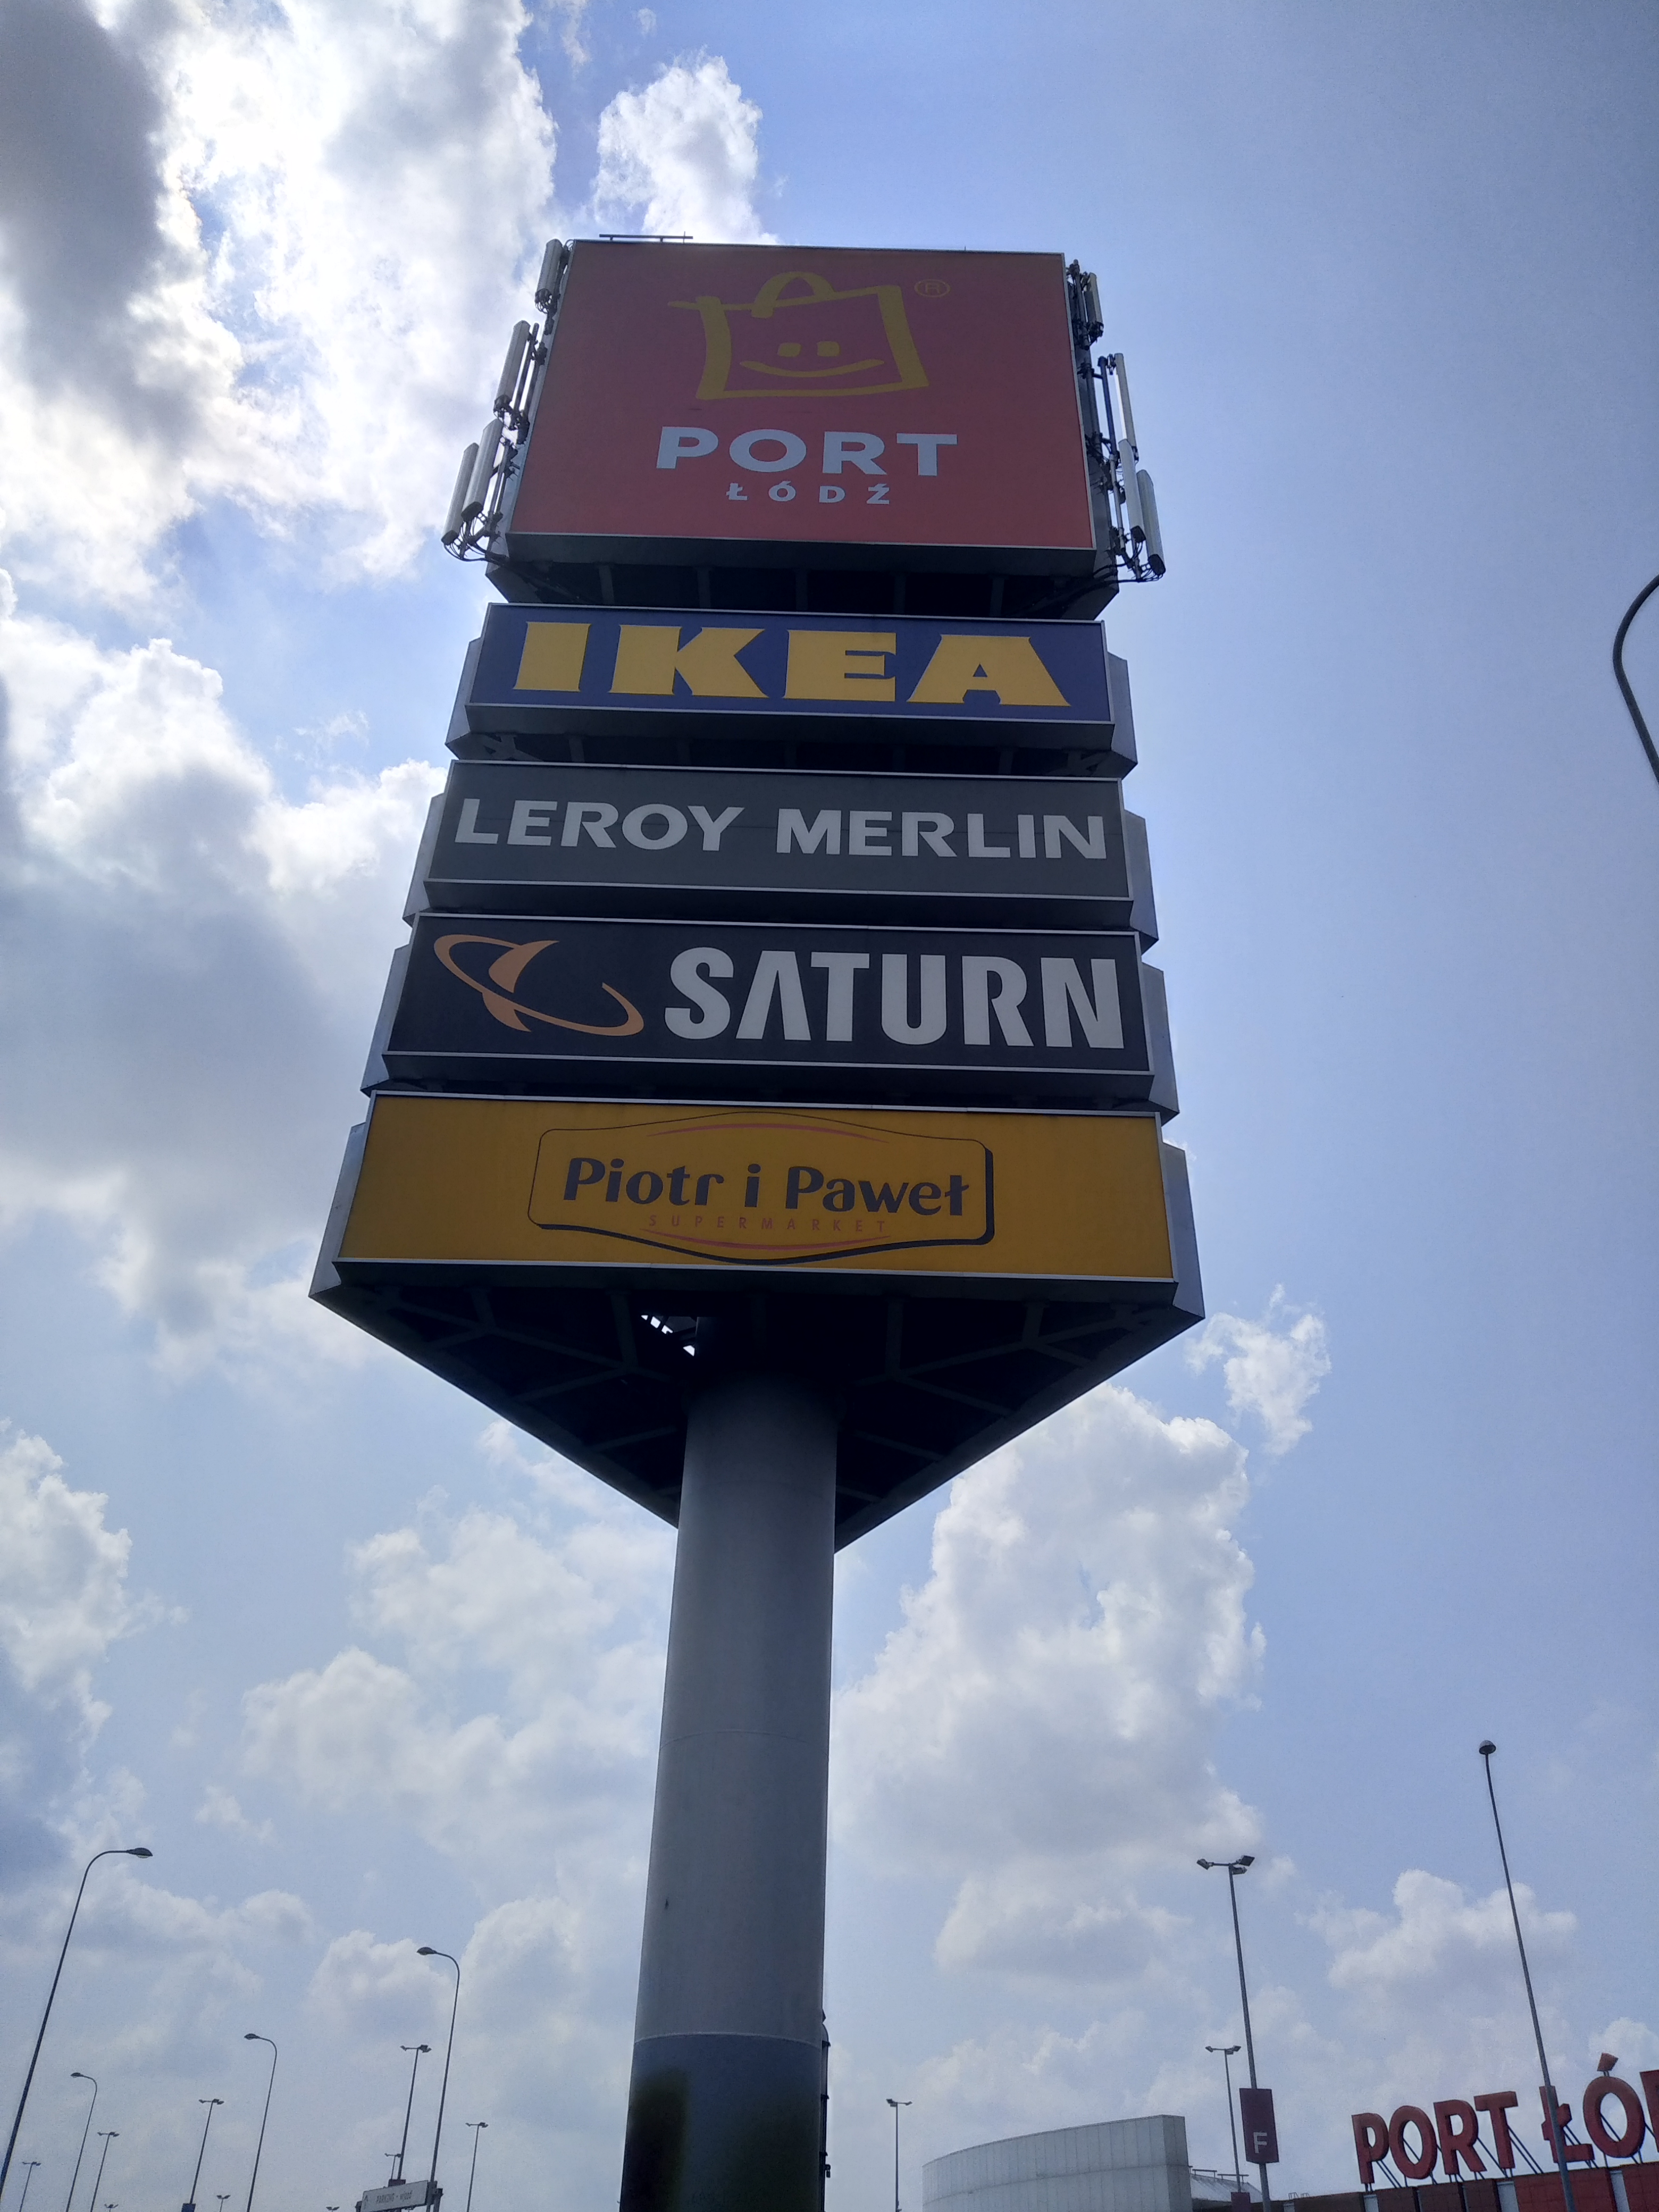 ®
PORT
ŁÓDŹ
IKEA
LEROY MERLIN
SATURN
Piotr i Paweł
SUPERMARKET
F
PORT ŁÓ